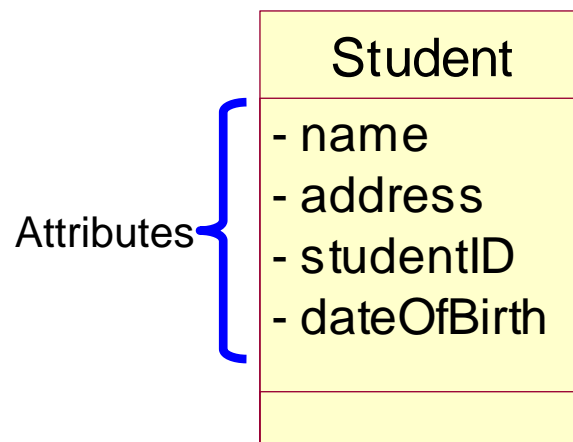 Student
Attributes
- name
- address
- studentID
- dateOfBirth